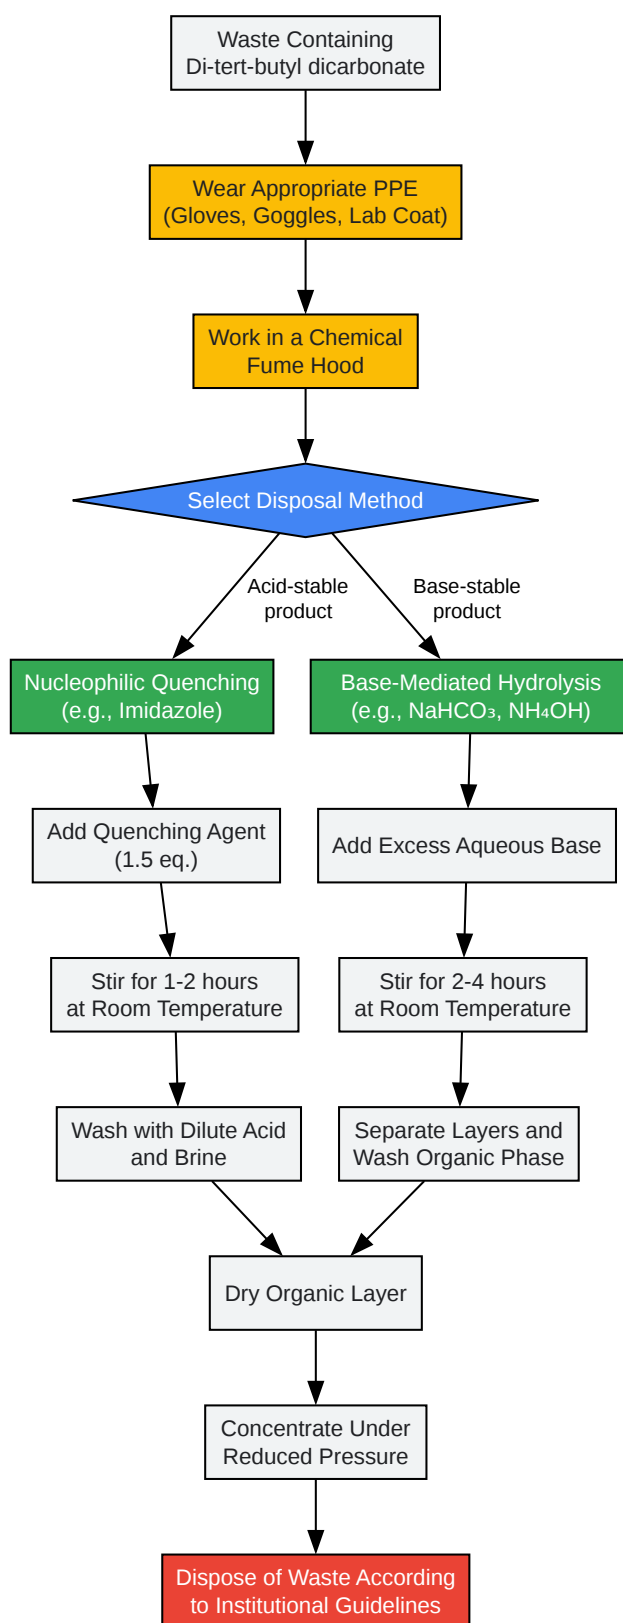 Waste Containing
Di-tert-butyl dicarbonate
Wear Appropriate PPE
(Gloves, Goggles, Lab Coat)
Work in a Chemical
Fume Hood
Select Disposal Method
Acid-stable
product
Base-stable
product
Nucleophilic Quenching
(e.g., Imidazole)
Base-Mediated Hydrolysis
(e.g., NaHCO₃, NH₄OH)
Add Quenching Agent
(1.5 eq.)
Add Excess Aqueous Base
Stir for 1-2 hours
at Room Temperature
Stir for 2-4 hours
at Room Temperature
Wash with Dilute Acid
and Brine
Separate Layers and
Wash Organic Phase
Dry Organic Layer
Concentrate Under
Reduced Pressure
Dispose of Waste According
to Institutional Guidelines